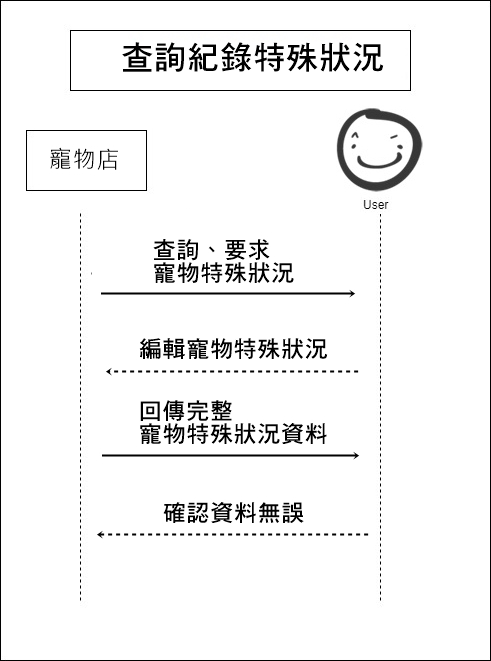 查詢紀錄特殊狀況
寵物店
User
查詢、要求
寵物特殊狀況
編輯寵物特殊狀況
回傳完整
寵物特殊狀況資料
確認資料無誤